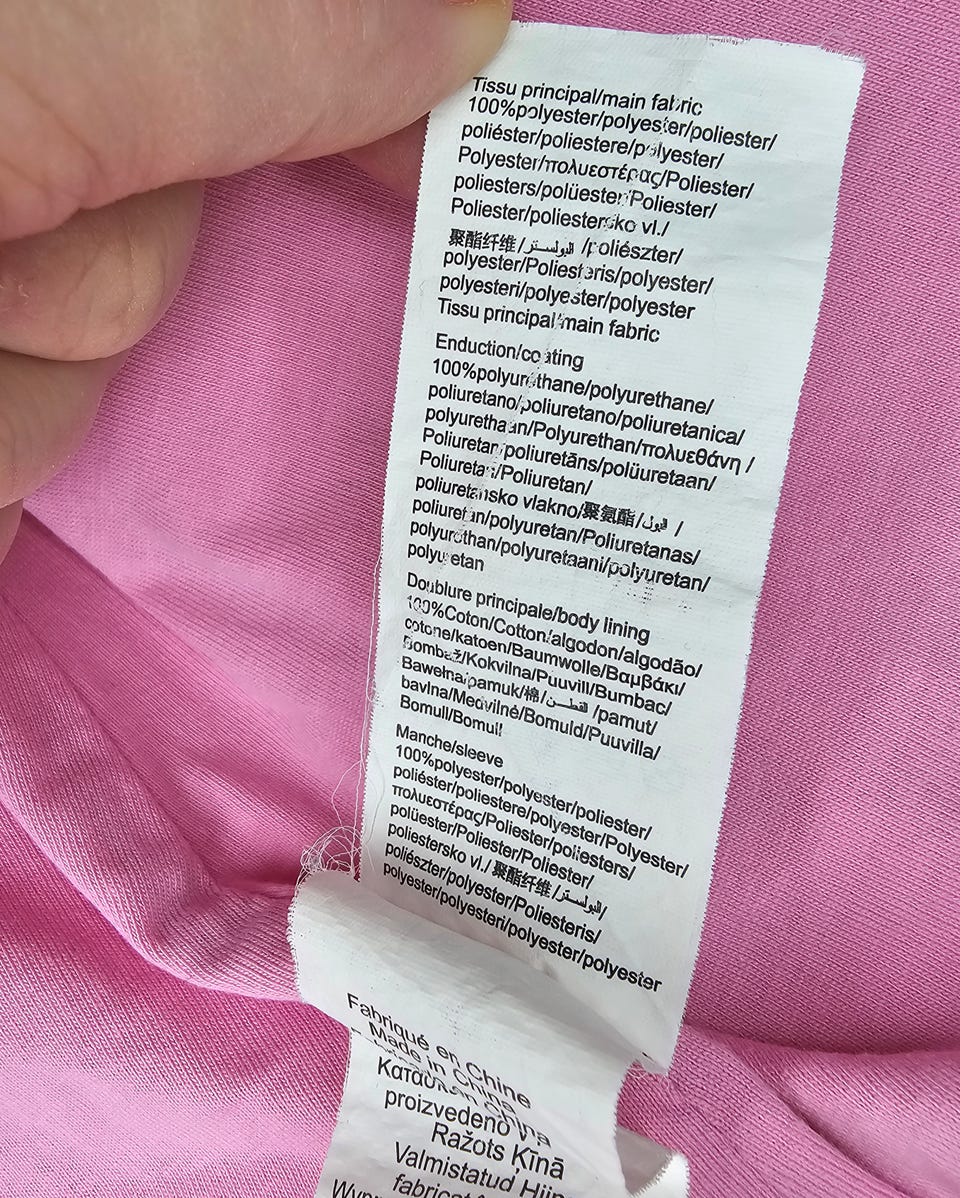 Tissu principal/main fabric
100%polyester/polyester/poliester/
poliéster/poliestere/polyester/
Polyester/πολυεστέρας/Poliester/
poliesters/polüester/Poliester/
Poliester/poliestersko vl./
聚酯纤维/البولستر/poliészter/
polyester/Poliesteris/polyester/
polyesteri/polyester/polyester
Tissu principal/main fabric
Enduction/coating
100%polyuréthane/polyurethane/
poliuretano/poliuretano/poliuretanica/
polyurethaan/Polyurethan/πολυεθάνη /
Poliuretan/poliuretāns/polüuretaan/
Poliuretan/Poliuretan/
poliuretansko vlakno/聚氨酯/ /
poliuretan/polyuretan/Poliuretanas/
polyurethan/polyuretaani/polyuretan/
polyuretan
Doublure principale/body lining
100%Coton/Cotton/algodon/algodão/
cotone/katoen/Baumwolle/Βαμβάκι/
Bombaž/Kokvilna/Puuvill/Bumbac/
Bawełna/pamuk/棉/القطن/pamut/
bavlna/Medvilnė/Bomuld/Puuvilla/
Bomull/Bomull
Manche/sleeve
100%polyester/polyester/poliester/
poliéster/poliestere/polyester/Polyester/
πολυεστέρας/Poliester/poliesters/
polüester/Poliester/Poliester/
poliestersko vl./聚酯纤维/البولستر/
poliészter/polyester/Poliesteris/
polyester/polyesteri/polyester/polyester
Fabriqué en Chine
Made in China
proizvedeno
Ražots Ķīnā
Valmistatud